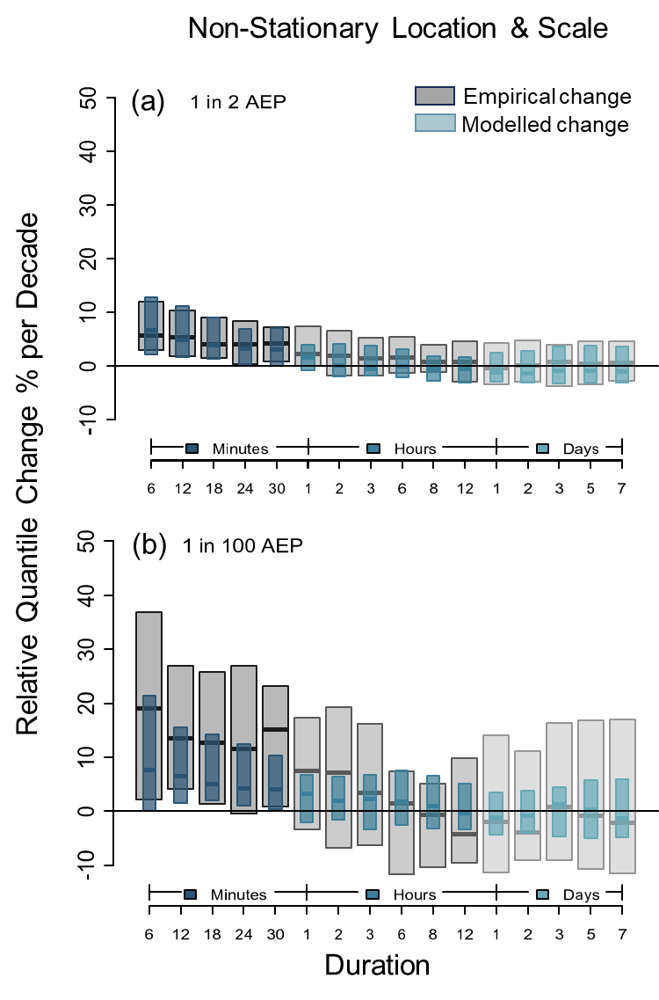 Non-Stationary Location & Scale
Relative Quantile Change % per Decade
(a) 1 in 2 AEP
Empirical change
Modelled change
50
40
30
20
10
0
-10
Minutes Hours Days
6 12 18 24 30 1 2 3 6 8 12 1 2 3 5 7
(b) 1 in 100 AEP
50
40
30
20
10
0
-10
Minutes Hours Days
6 12 18 24 30 1 2 3 6 8 12 1 2 3 5 7
Duration